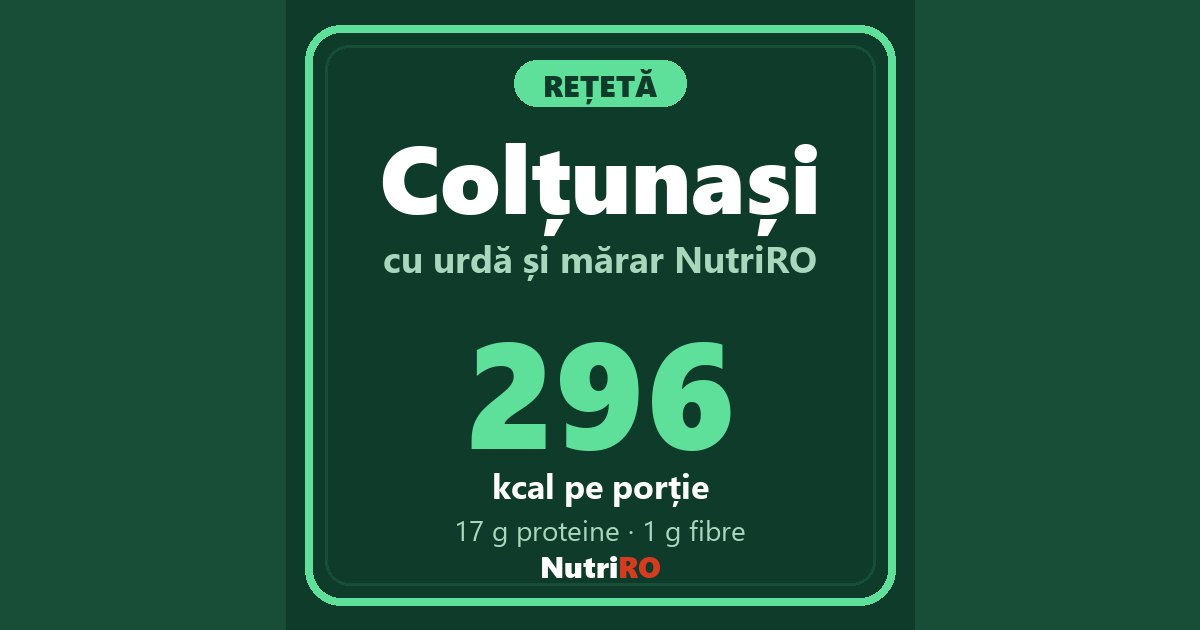 REȚETĂ
Colțunași
cu urdă și mărar NutriRO
296
kcal pe porție
17 g proteine · 1 g fibre
NutriRO